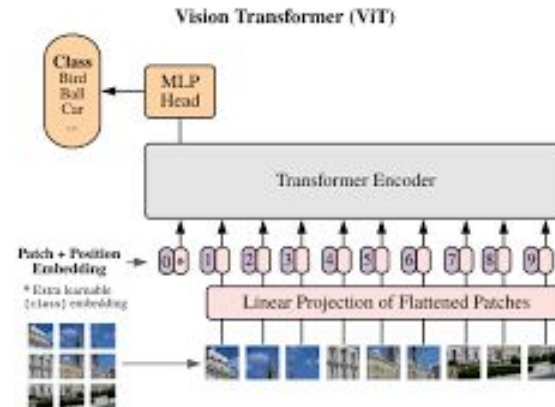 Vision Transformer (ViT)
Class
Bird
Ball
Car
...
MLP
Head
Transformer Encoder
Patch + Position
Embedding
0 * 1 2 3 4 5 6 7 8 9
* Extra learnable
[class] embedding
Linear Projection of Flattened Patches